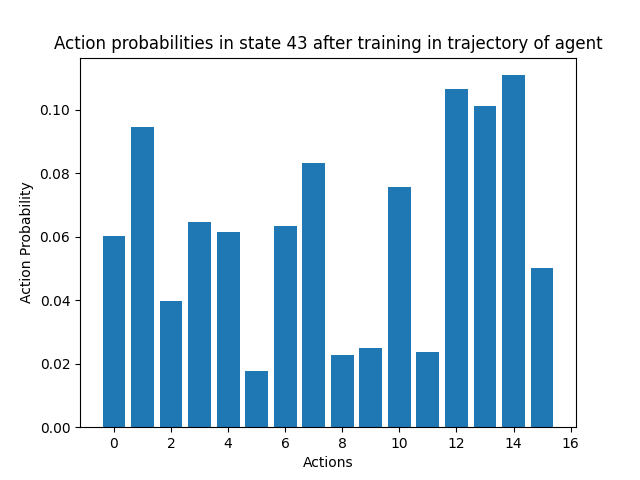 Action probabilities in state 43 after training in trajectory of agent
0.10
0.08
0.06
0.04
0.02
0.00
Action Probability
0 2 4 6 8 10 12 14 16
Actions